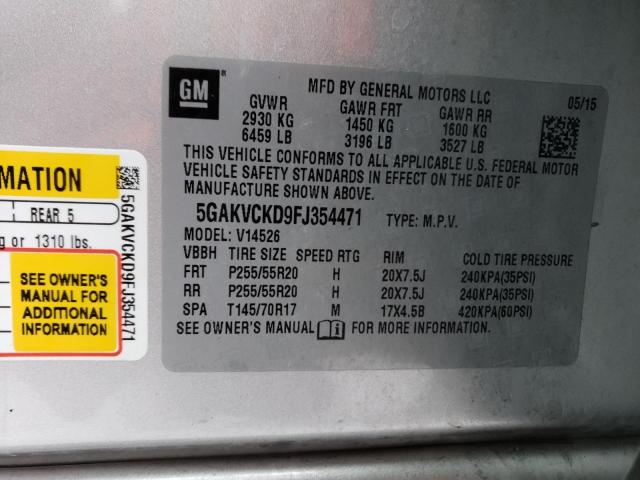 GM
MFD BY GENERAL MOTORS LLC
05/15
GVWR GAWR FRT GAWR RR
2930 KG 1450 KG 1600 KG
6459 LB 3196 LB 3527 LB
THIS VEHICLE CONFORMS TO ALL APPLICABLE U.S. FEDERAL MOTOR
VEHICLE SAFETY STANDARDS IN EFFECT ON THE DATE OF
MANUFACTURE SHOWN ABOVE.
5GAKVCKD9FJ354471 TYPE: M.P.V.
MODEL: V14526
VBBH TIRE SIZE SPEED RTG RIM COLD TIRE PRESSURE
FRT P255/55R20 H 20X7.5J 240KPA(35PSI)
RR P255/55R20 H 20X7.5J 240KPA(35PSI)
SPA T145/70R17 M 17X4.5B 420KPA(60PSI)
SEE OWNER'S MANUAL i FOR MORE INFORMATION.
MATION
REAR 5
or 1310 lbs.
SEE OWNER'S
MANUAL FOR
ADDITIONAL
INFORMATION
5GAKVCKD9FJ354471